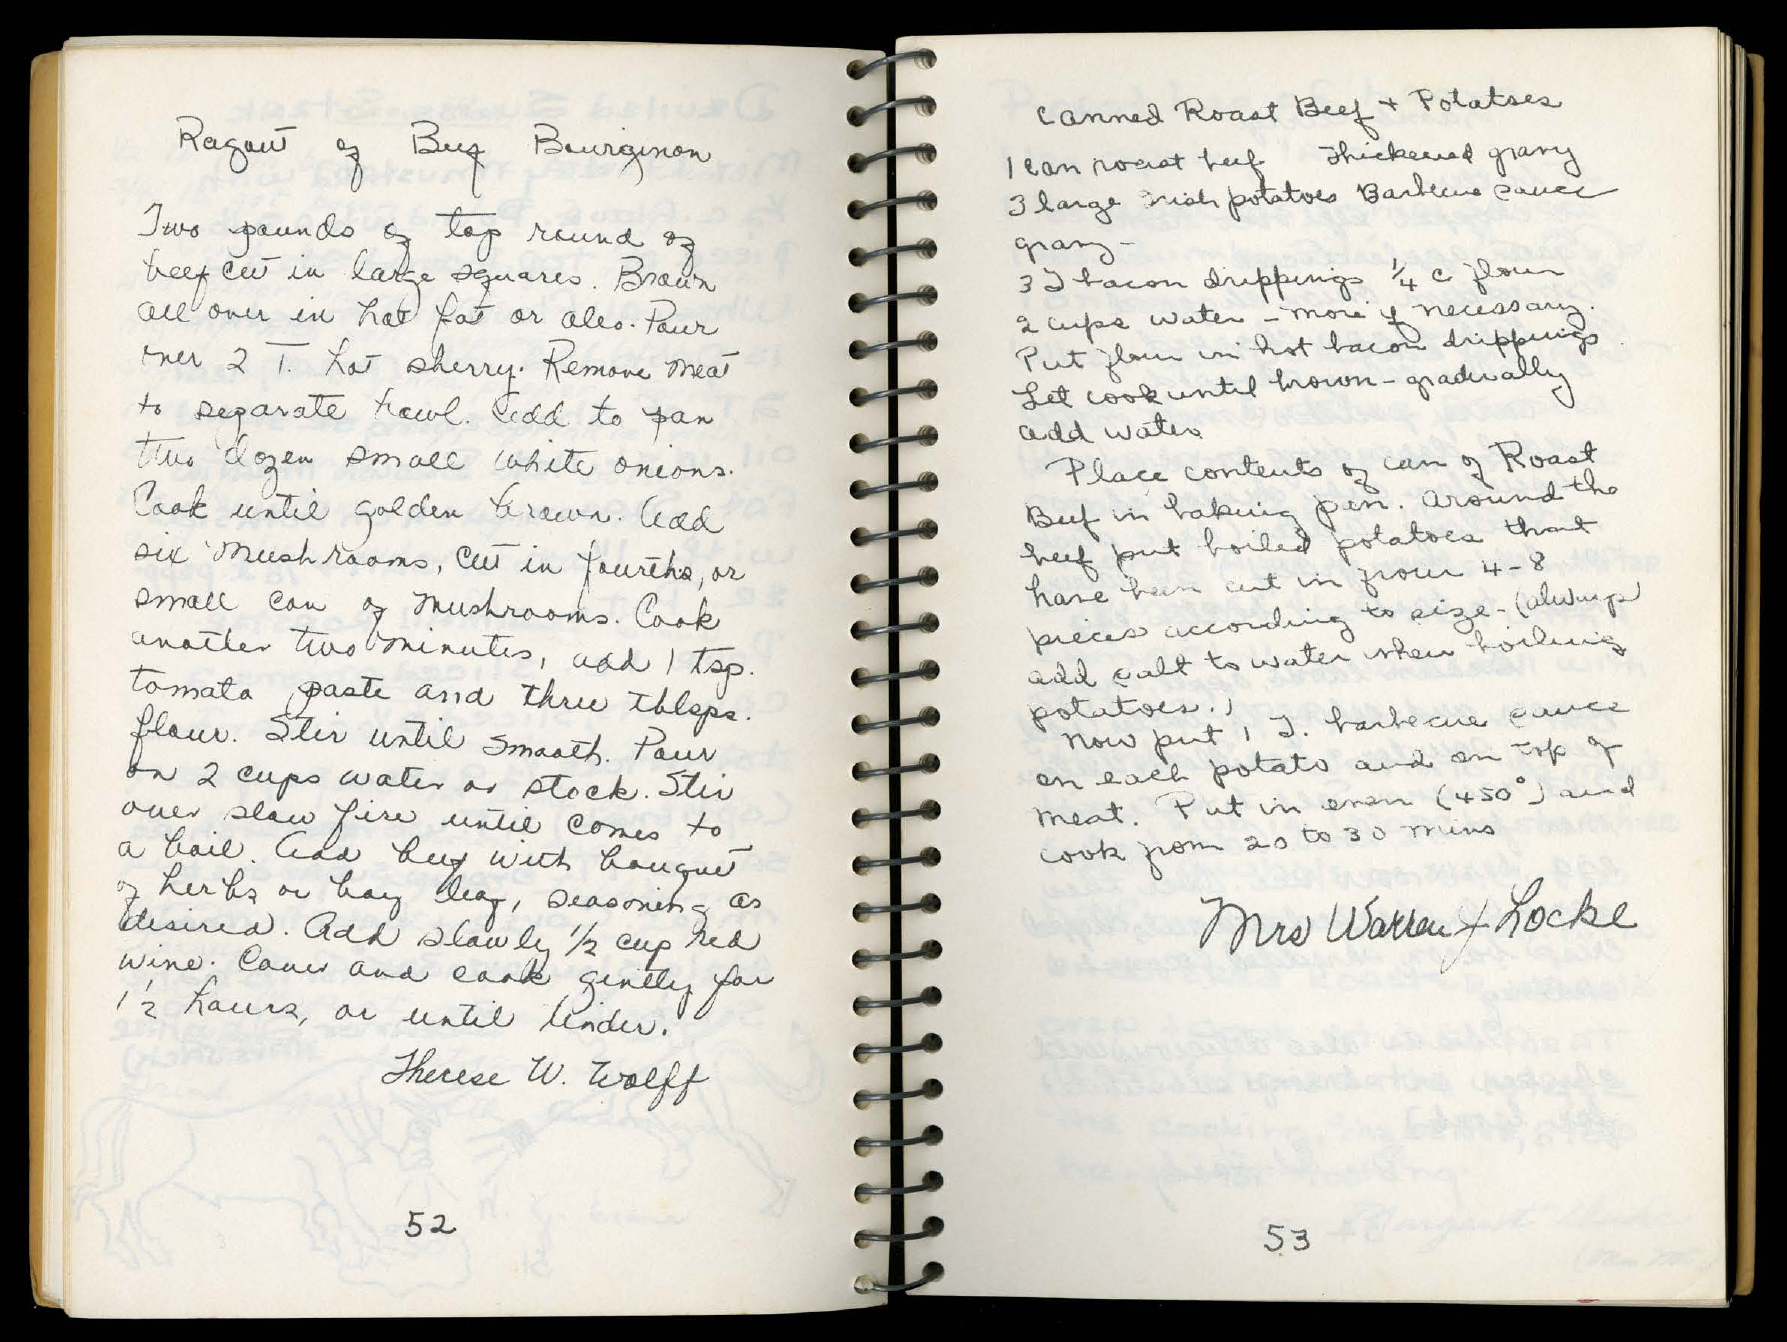 Ragout of Beef Bourginon
Two pounds of top round of
beef cut in large squares. Brown
all over in hot fat or oleo. Pour
over 2 T. hot sherry. Remove meat
to separate bowl. Add to pan
two dozen small white onions.
Cook until golden brown. Add
six mushrooms, cut in fourths, or
small can of mushrooms. Cook
another two minutes, add 1 tsp.
tomato paste and three tblsps.
flour. Stir until smooth. Pour
on 2 cups water or stock. Stir
over slow fire until comes to
a boil. Add beef with bouquet
of herbs or bay leaf, seasoning as
desired. Add slowly 1/2 cup red
wine. Cover and cook gently for
1 1/2 hours, or until tender.
Therese W. Wolff
52
Canned Roast Beef + Potatoes
1 can roast beef Thickened gravy
3 large Irish potatoes Barbecue sauce
gravy -
3 T bacon drippings 1/4 c flour
2 cups water - more if necessary.
Put flour in hot bacon drippings
Let cook until brown - gradually
add water
Place contents of can of Roast
Beef in baking pan. Around the
beef put boiled potatoes that
have been cut in from 4-8
pieces according to size - (always
add salt to water when boiling
potatoes.)
Now put 1 T. barbecue sauce
on each potato and on top of
meat. Put in oven (450°) and
cook from 20 to 30 mins
Mrs Warren J Locke
53